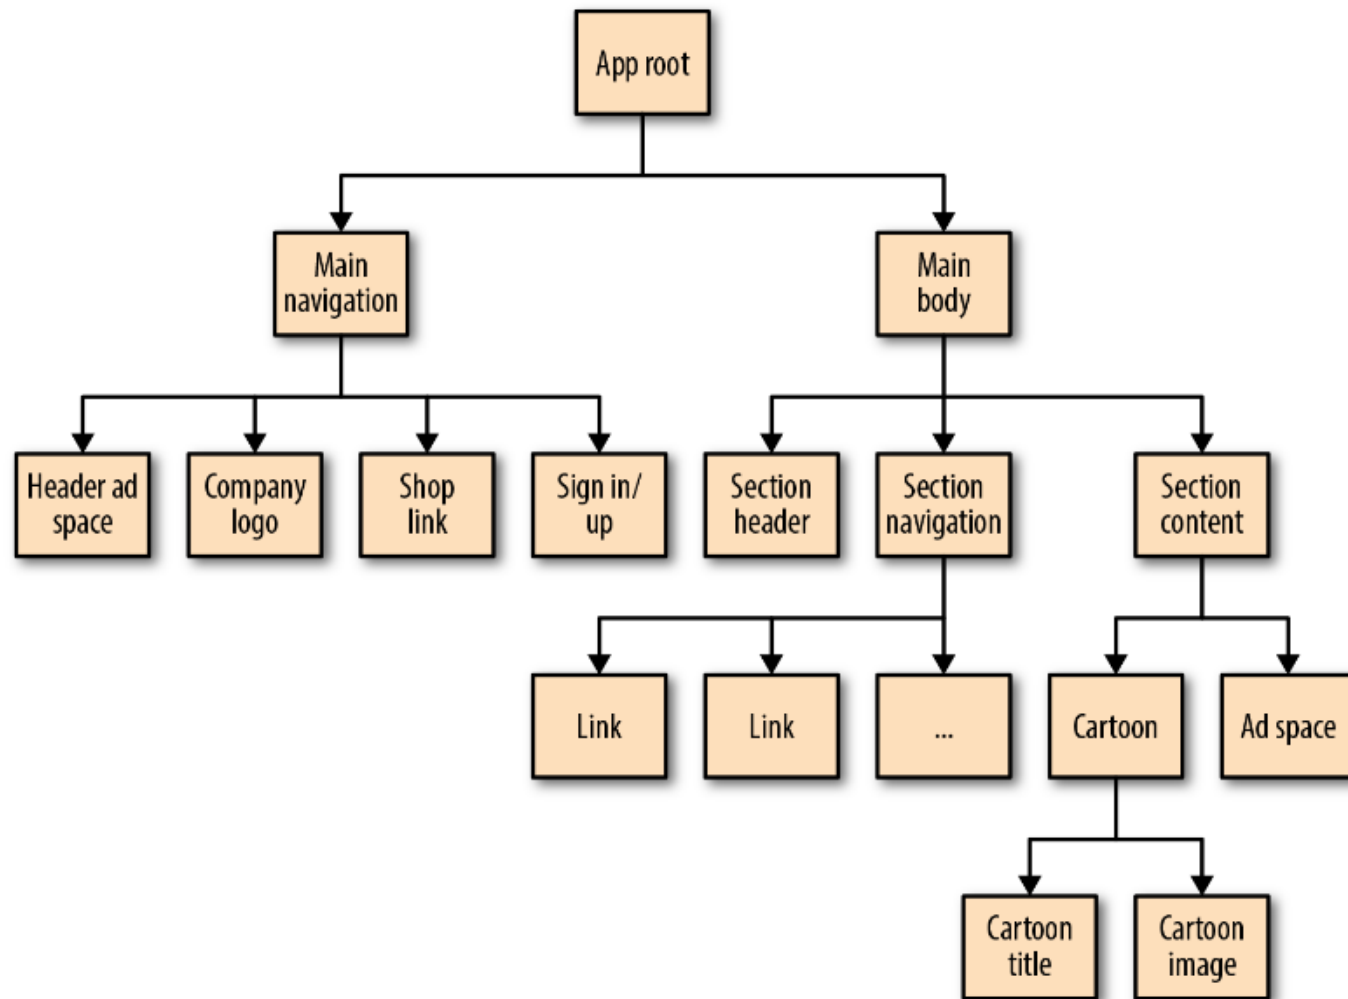 App root
Main
navigation
Main
body
Header ad
space
Company
logo
Shop
link
Sign in/
up
Section
header
Section
navigation
Section
content
Link
Link
...
Cartoon
Ad space
Cartoon
title
Cartoon
image